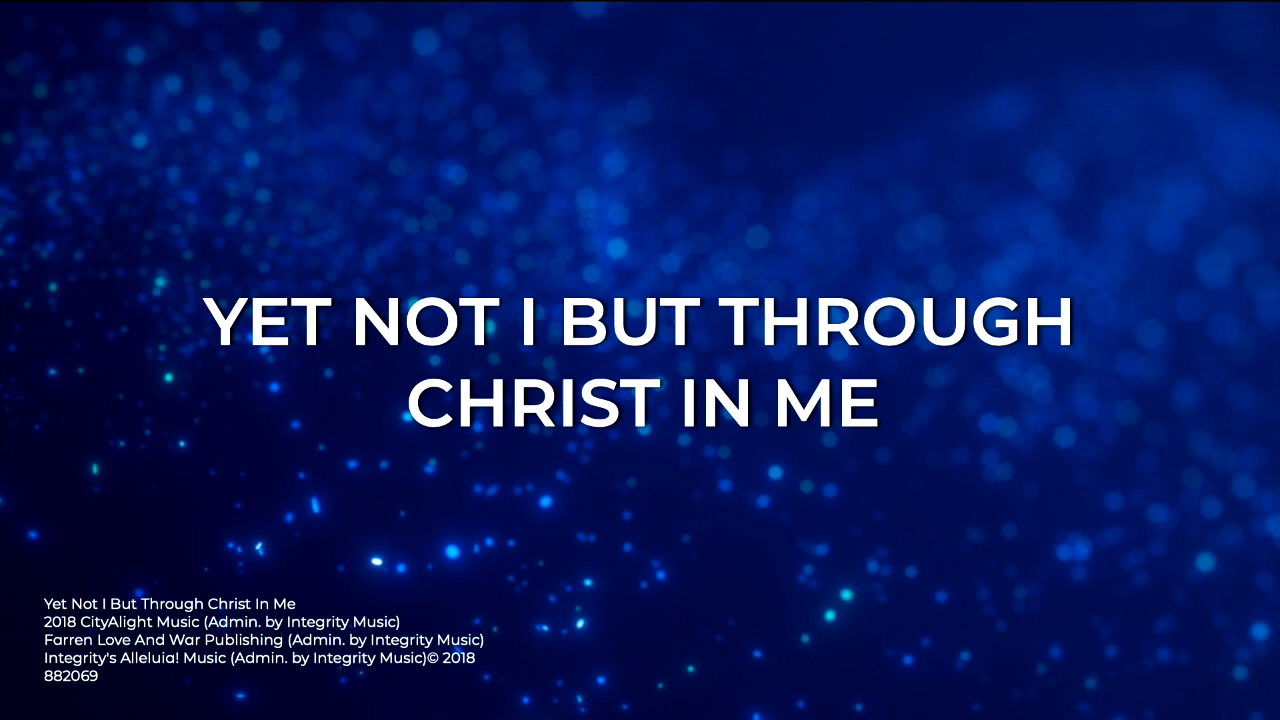 YET NOT I BUT THROUGH
CHRIST IN ME
Yet Not I But Through Christ In Me
2018 CityAlight Music (Admin. by Integrity Music)
Farren Love And War Publishing (Admin. by Integrity Music)
Integrity's Alleluia! Music (Admin. by Integrity Music)© 2018
882069